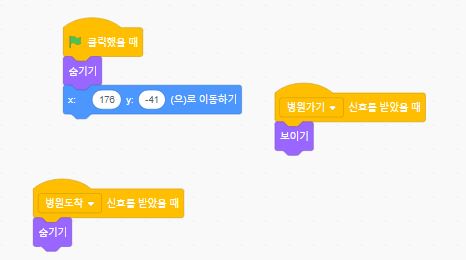 클릭했을 때
숨기기
x: 176 y: -41 (으)로 이동하기
병원가기 신호를 받았을 때
보이기
병원도착 신호를 받았을 때
숨기기